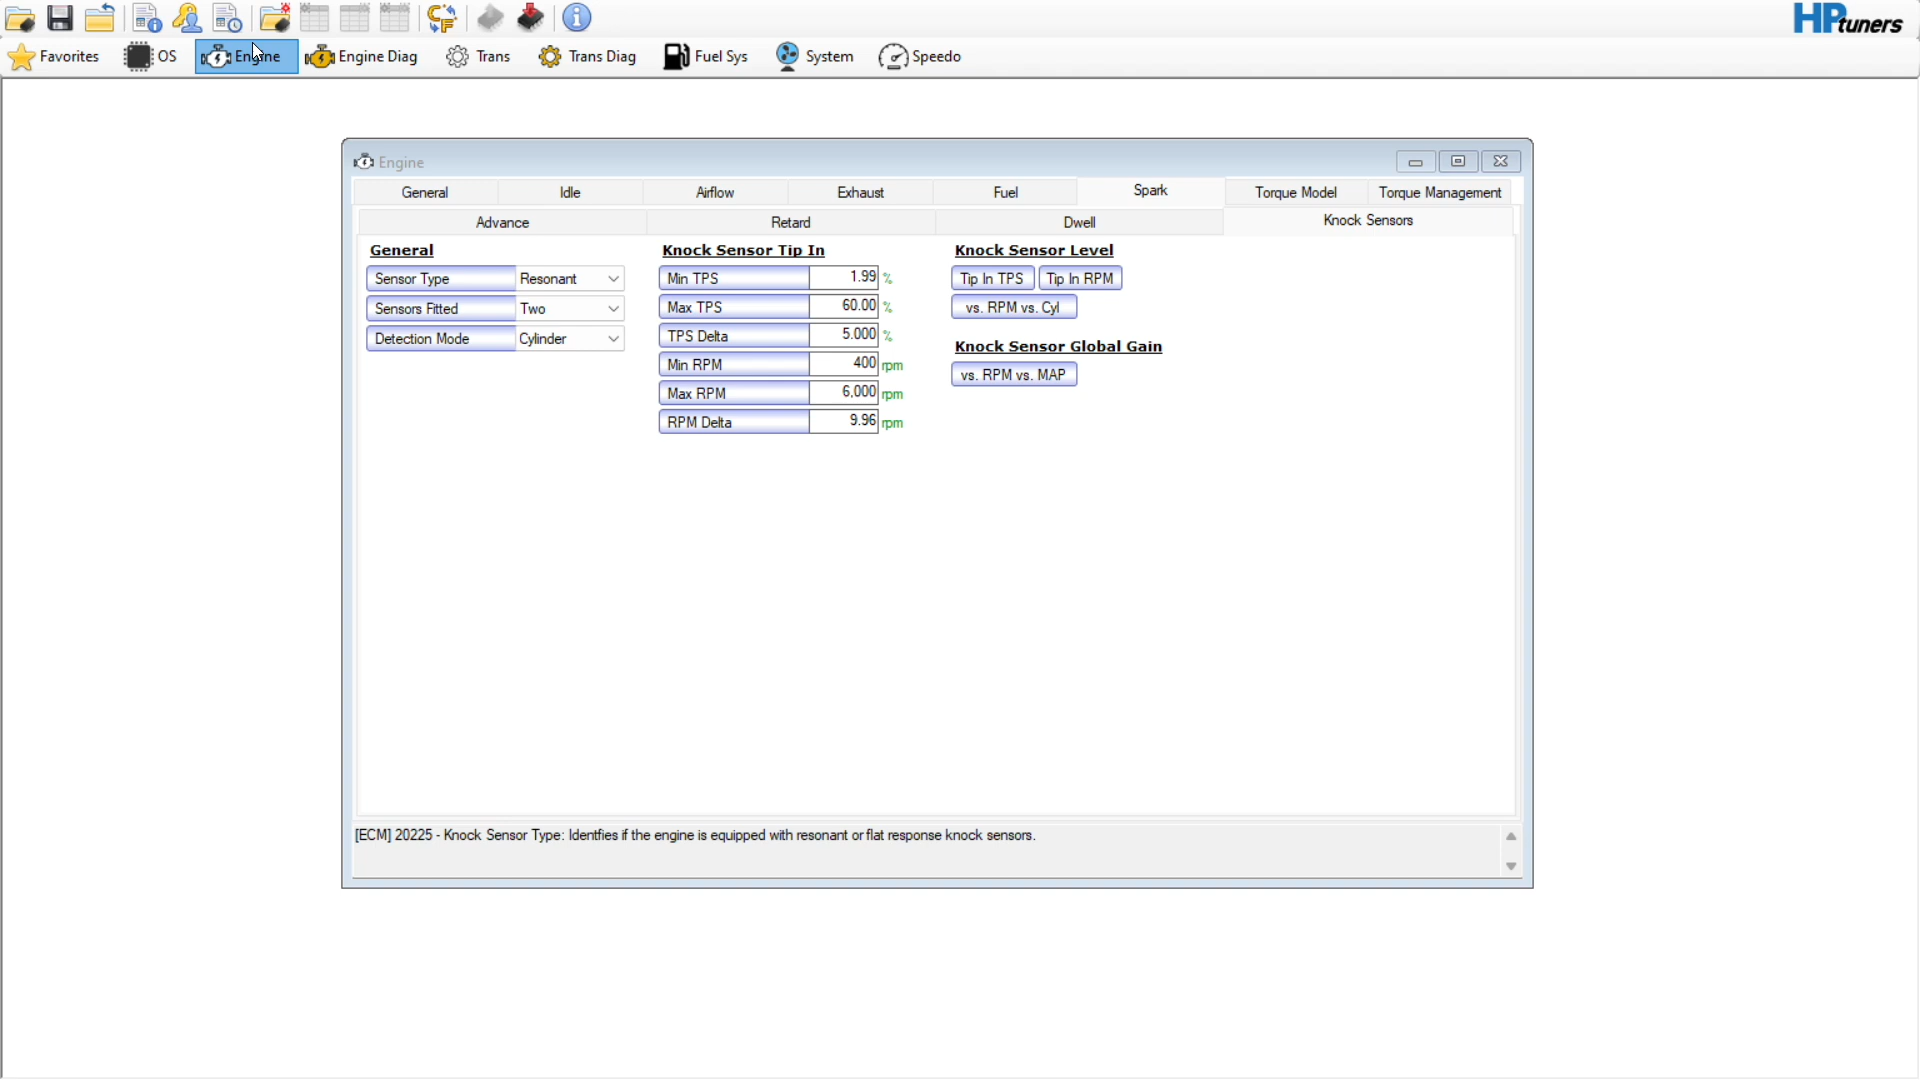 HPtuners
Favorites OS Engine Engine Diag Trans Trans Diag Fuel Sys System Speedo
Engine
General Idle Airflow Exhaust Fuel Spark Torque Model Torque Management
Advance Retard Dwell Knock Sensors
General
Sensor Type Resonant
Sensors Fitted Two
Detection Mode Cylinder
Knock Sensor Tip In
Min TPS 1.99 %
Max TPS 60.00 %
TPS Delta 5.000 %
Min RPM 400 rpm
Max RPM 6,000 rpm
RPM Delta 9.96 rpm
Knock Sensor Level
Tip In TPS Tip In RPM
vs. RPM vs. Cyl
Knock Sensor Global Gain
vs. RPM vs. MAP
[ECM] 20225 - Knock Sensor Type: Identfies if the engine is equipped with resonant or flat response knock sensors.